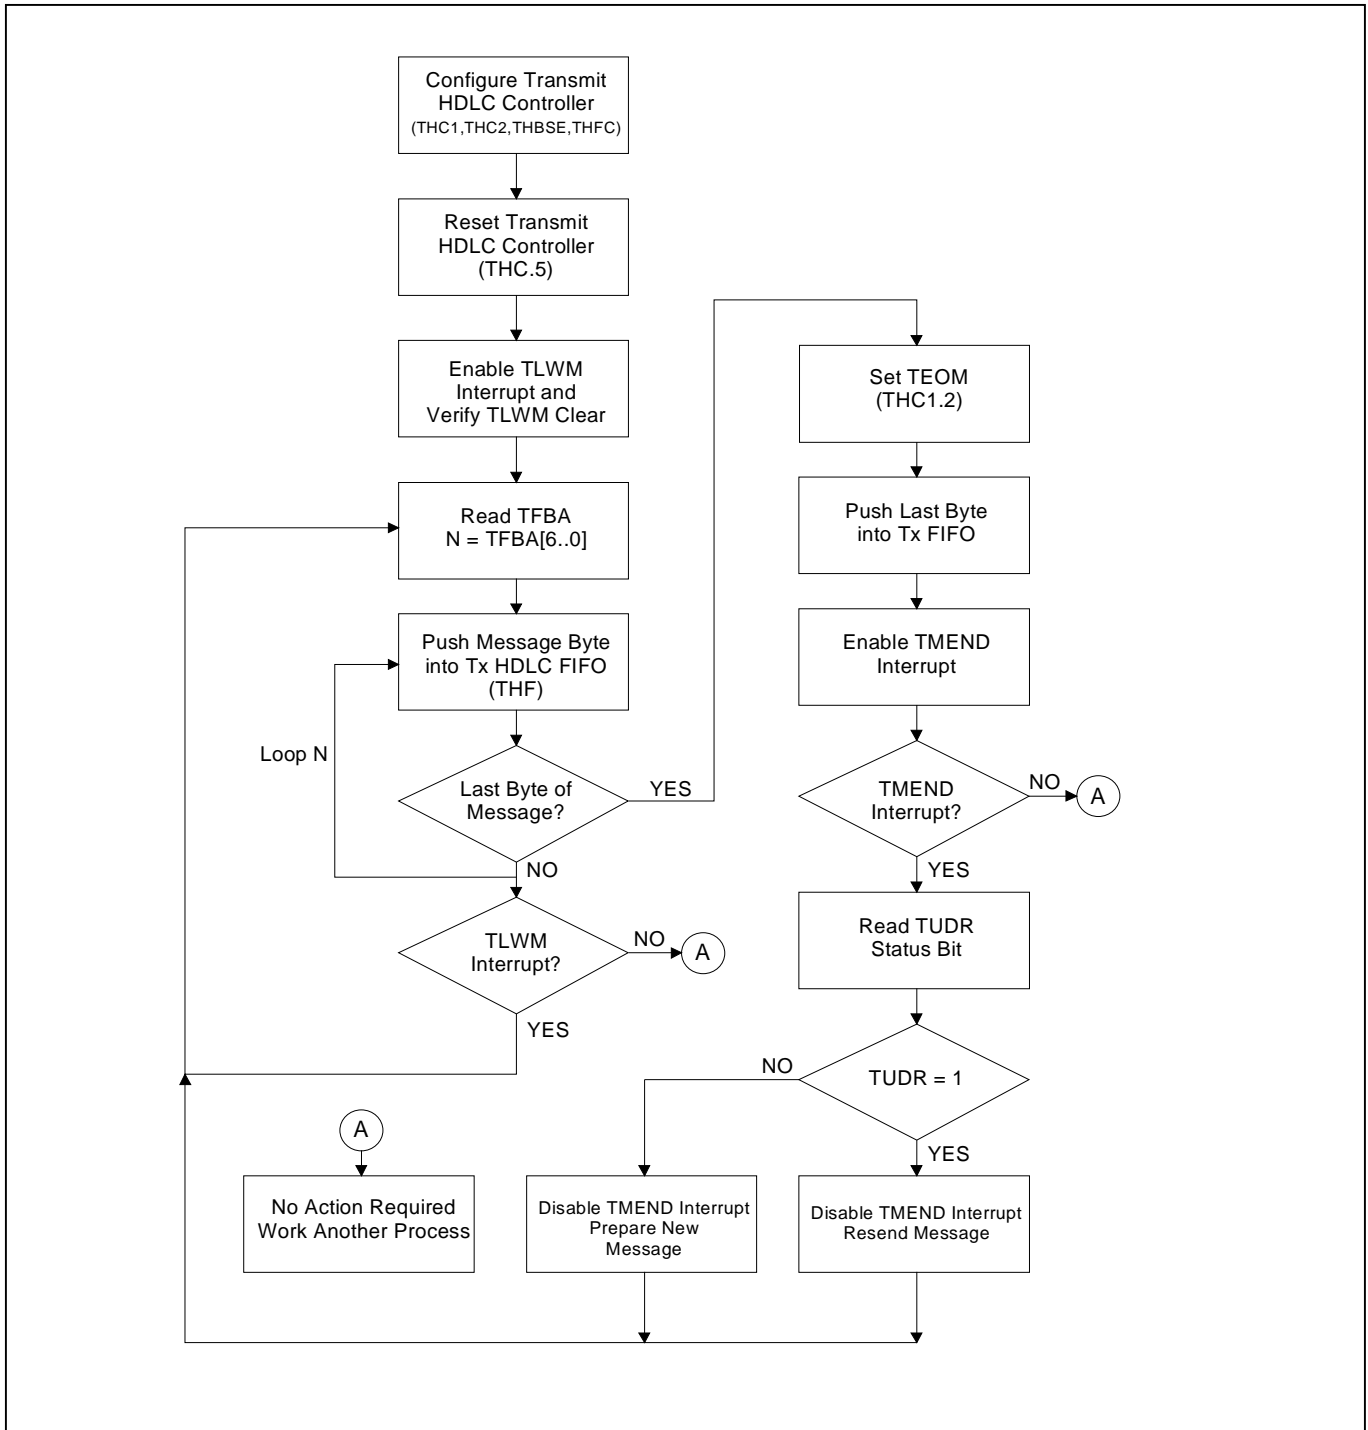 Configure Transmit
HDLC Controller
(THC1,THC2,THBSE,THFC)
Reset Transmit
HDLC Controller
(THC.5)
Enable TLWM
Interrupt and
Verify TLWM Clear
Read TFBA
N = TFBA[6..0]
Push Message Byte
into Tx HDLC FIFO
(THF)
Loop N
Last Byte of
Message?
YES
NO
TLWM
Interrupt?
NO
A
YES
A
No Action Required
Work Another Process
Set TEOM
(THC1.2)
Push Last Byte
into Tx FIFO
Enable TMEND
Interrupt
TMEND
Interrupt?
NO
A
YES
Read TUDR
Status Bit
TUDR = 1
NO
YES
Disable TMEND Interrupt
Prepare New
Message
Disable TMEND Interrupt
Resend Message